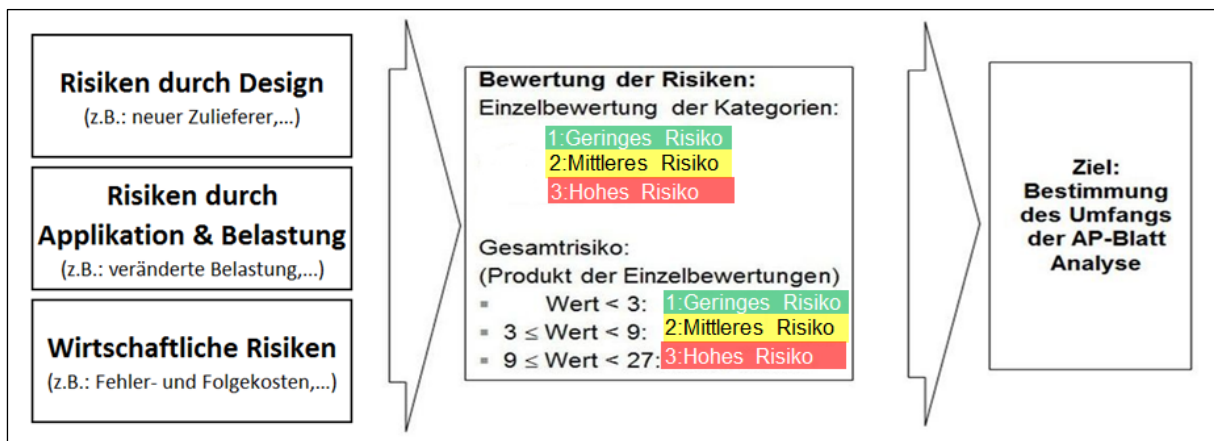 Risiken durch Design
(z.B.: neuer Zulieferer,...)
Risiken durch
Applikation & Belastung
(z.B.: veränderte Belastung,...)
Wirtschaftliche Risiken
(z.B.: Fehler- und Folgekosten,...)
Bewertung der Risiken:
Einzelbewertung der Kategorien:
1:Geringes Risiko
2:Mittleres Risiko
3:Hohes Risiko
Gesamtrisiko:
(Produkt der Einzelbewertungen)
▪ Wert < 3: 1:Geringes Risiko
▪ 3 ≤ Wert < 9: 2:Mittleres Risiko
▪ 9 ≤ Wert < 27: 3:Hohes Risiko
Ziel:
Bestimmung
des Umfangs
der AP-Blatt
Analyse